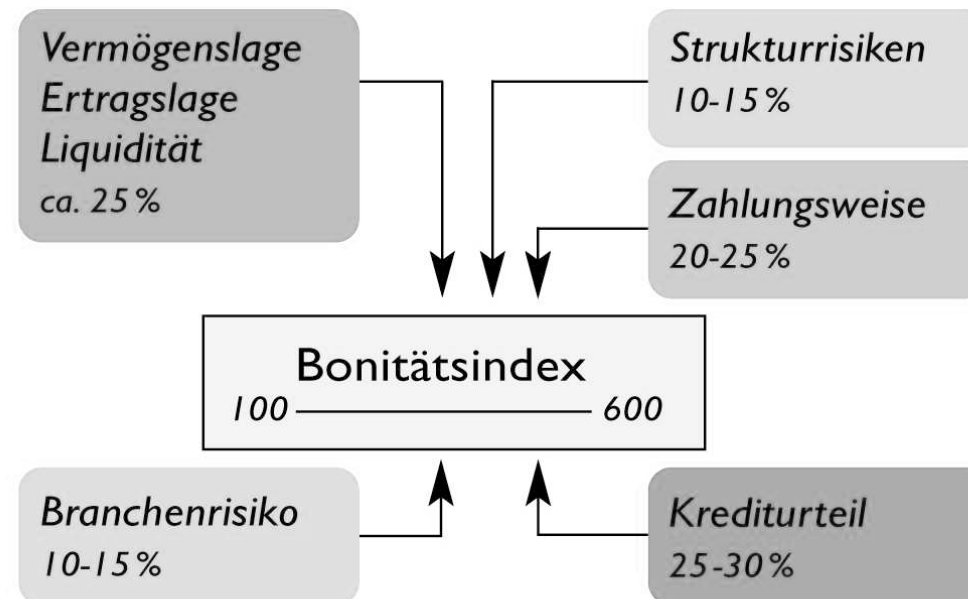 Vermögenslage
Ertragslage
Liquidität
ca. 25 %
Strukturrisiken
10-15 %
Zahlungsweise
20-25 %
Bonitätsindex
100 600
Branchenrisiko
10-15 %
Krediturteil
25-30 %